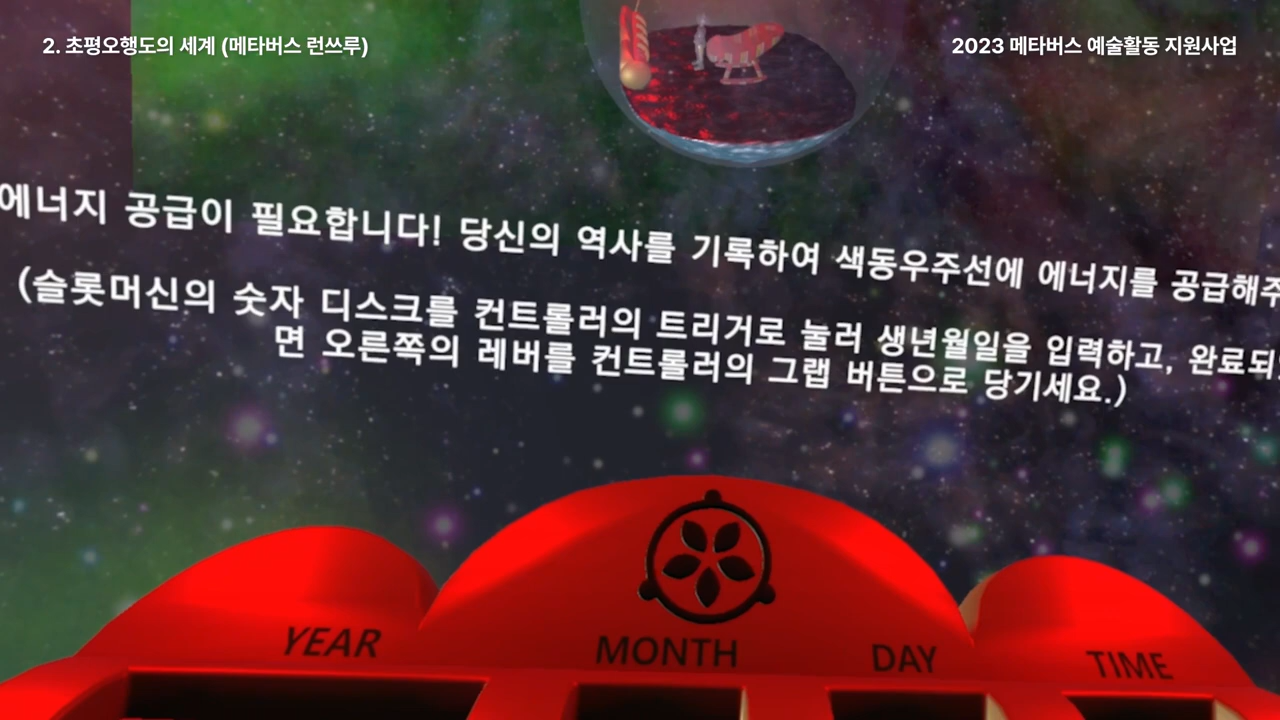 2. 초평오행도의 세계 (메타버스 런쓰루)
2023 메타버스 예술활동 지원사업
에너지 공급이 필요합니다! 당신의 역사를 기록하여 색동우주선에 에너지를 공급해주
(슬롯머신의 숫자 디스크를 컨트롤러의 트리거로 눌러 생년월일을 입력하고, 완료되
면 오른쪽의 레버를 컨트롤러의 그랩 버튼으로 당기세요.)
YEAR
MONTH
DAY
TIME